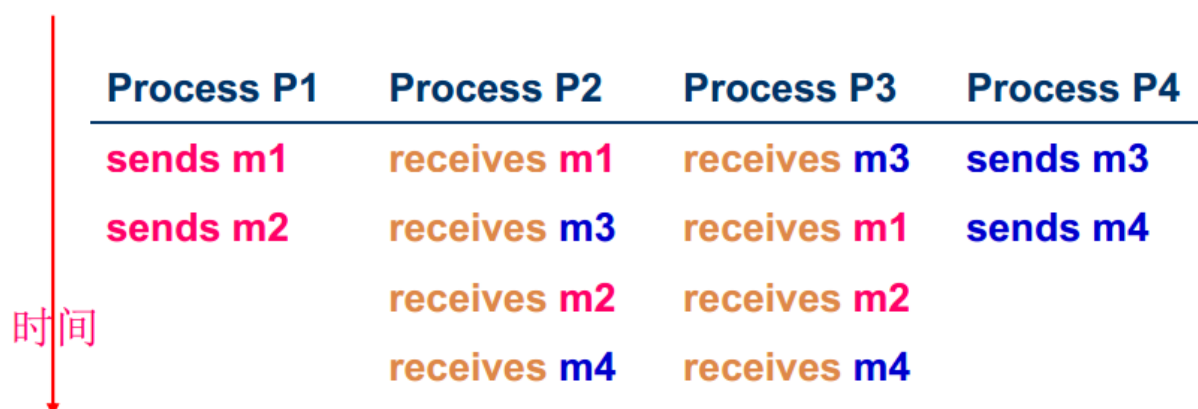 Process P1 Process P2 Process P3 Process P4
sends m1 receives m1 receives m3 sends m3
sends m2 receives m3 receives m1 sends m4
receives m2 receives m2
时间
receives m4 receives m4